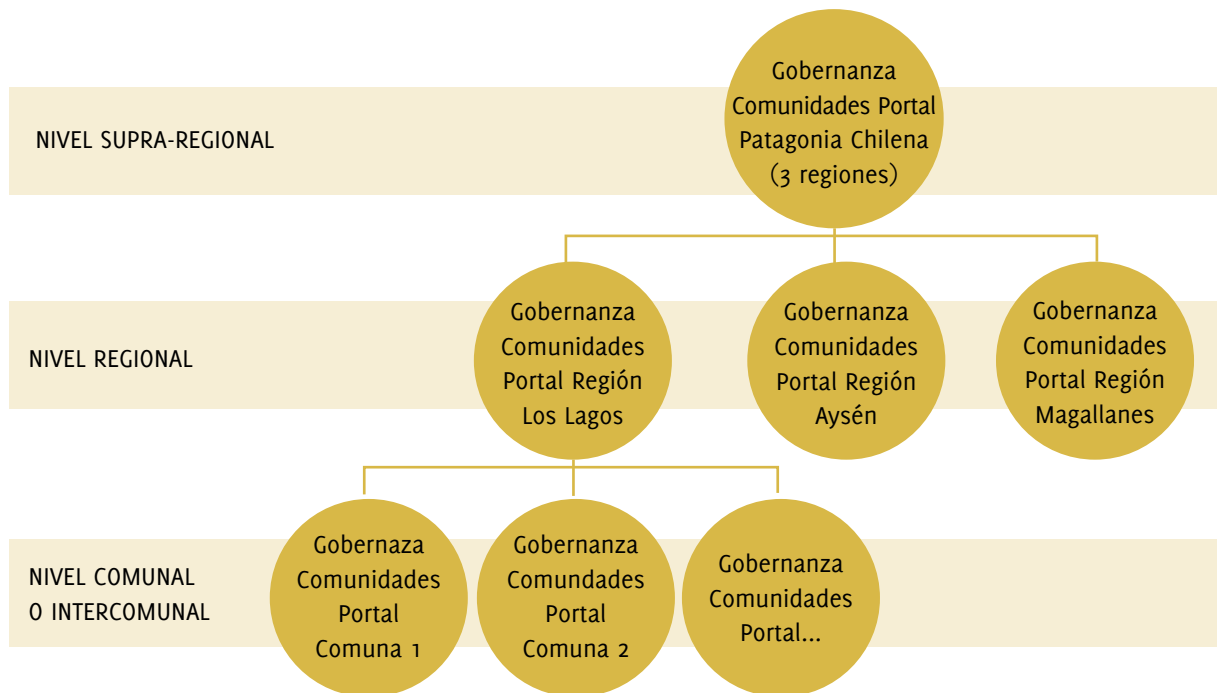 Gobernanza
Comunidades Portal
Patagonia Chilena
(3 regiones)
NIVEL SUPRA-REGIONAL
NIVEL REGIONAL
Gobernanza
Comunidades
Portal Región
Los Lagos
Gobernanza
Comunidades
Portal Región
Aysén
Gobernanza
Comunidades
Portal Región
Magallanes
NIVEL COMUNAL
O INTERCOMUNAL
Gobernaza
Comunidades
Portal
Comuna 1
Gobernanza
Comundades
Portal
Comuna 2
Gobernanza
Comunidades
Portal...